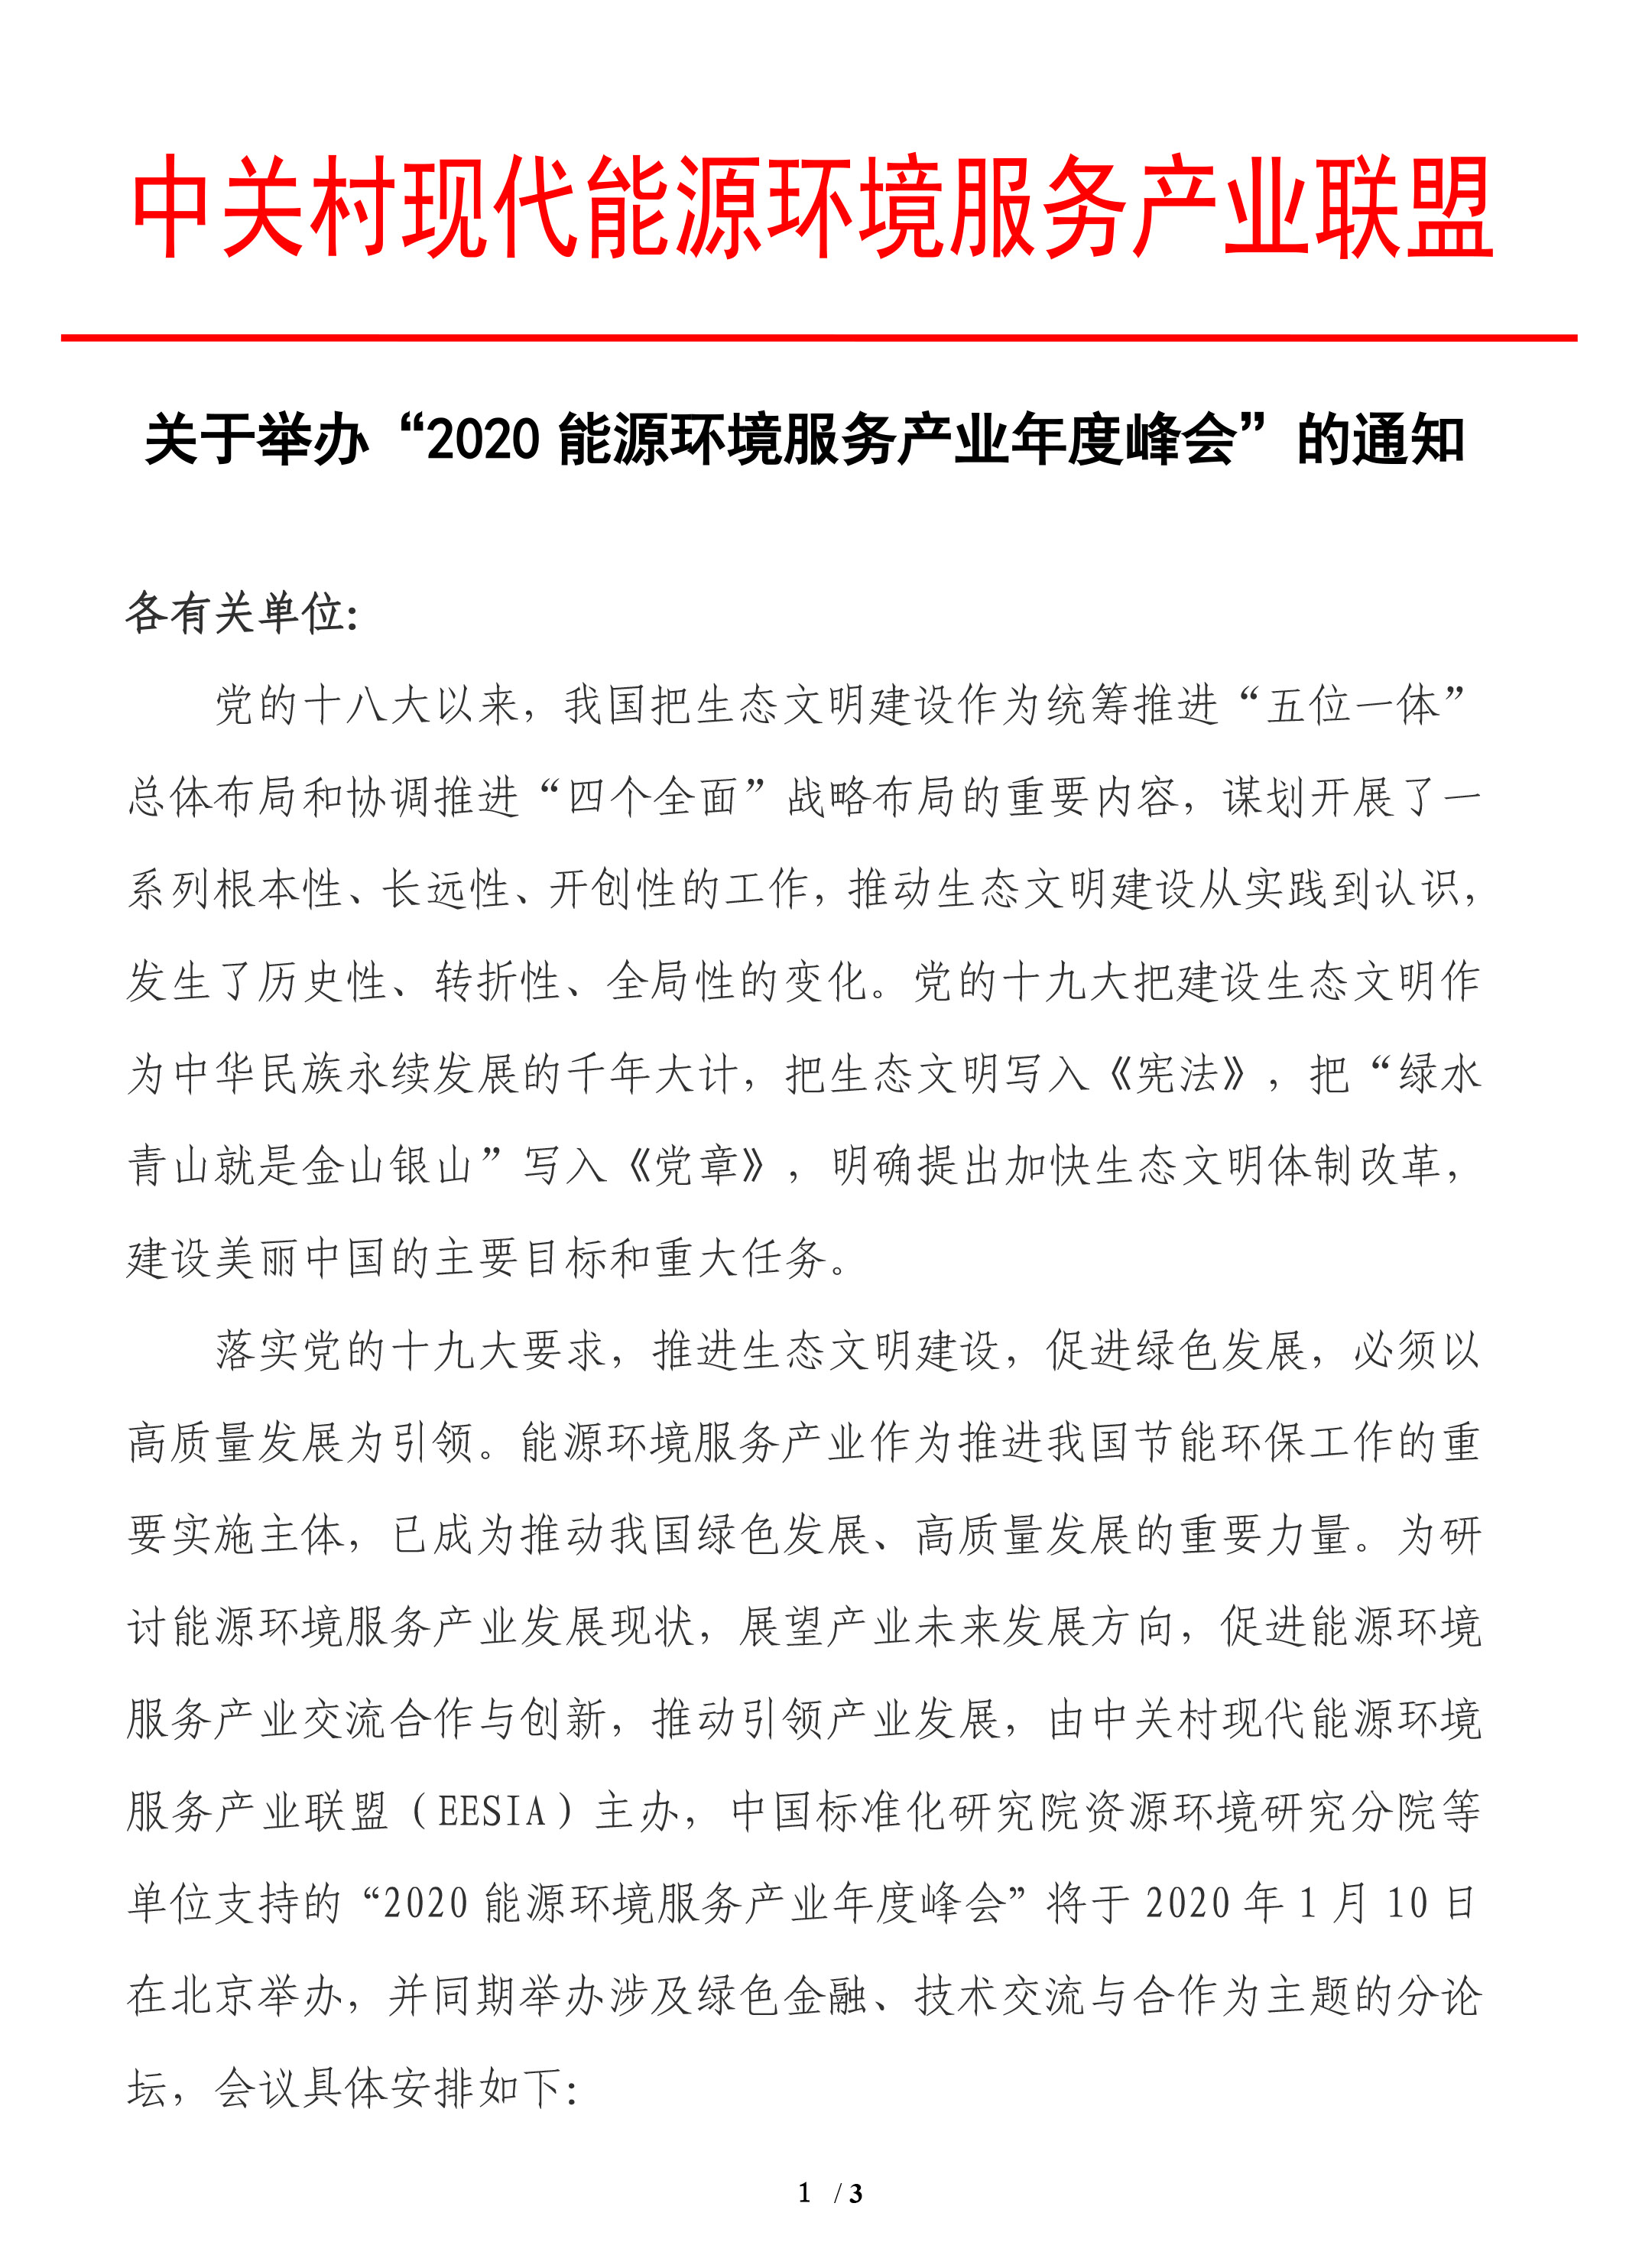 中关村现代能源环境服务产业联盟
关于举办“2020 能源环境服务产业年度峰会”的通知
各有关单位：
党的十八大以来，我国把生态文明建设作为统筹推进“五位一体”
总体布局和协调推进“四个全面”战略布局的重要内容，谋划开展了一
系列根本性、长远性、开创性的工作，推动生态文明建设从实践到认识，
发生了历史性、转折性、全局性的变化。党的十九大把建设生态文明作
为中华民族永续发展的千年大计，把生态文明写入《宪法》，把“绿水
青山就是金山银山”写入《党章》，明确提出加快生态文明体制改革，
建设美丽中国的主要目标和重大任务。
落实党的十九大要求，推进生态文明建设，促进绿色发展，必须以
高质量发展为引领。能源环境服务产业作为推进我国节能环保工作的重
要实施主体，已成为推动我国绿色发展、高质量发展的重要力量。为研
讨能源环境服务产业发展现状，展望产业未来发展方向，促进能源环境
服务产业交流合作与创新，推动引领产业发展，由中关村现代能源环境
服务产业联盟（EESIA）主办，中国标准化研究院资源环境研究分院等
单位支持的“2020 能源环境服务产业年度峰会”将于 2020 年 1 月 10 日
在北京举办，并同期举办涉及绿色金融、技术交流与合作为主题的分论
坛，会议具体安排如下：
1 / 3